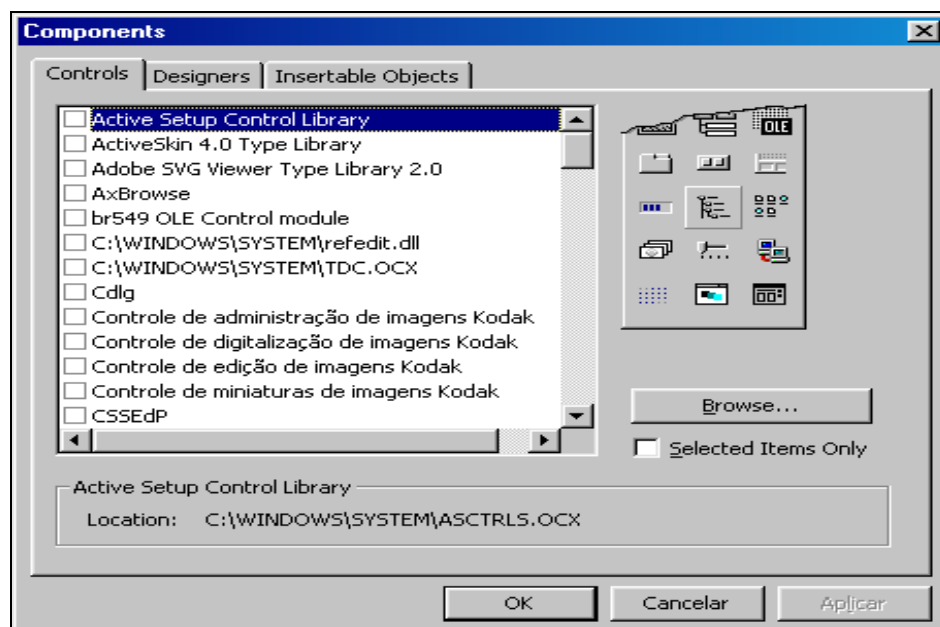 Components
Controls Designers Insertable Objects
Active Setup Control Library
ActiveSkin 4.0 Type Library
Adobe SVG Viewer Type Library 2.0
AxBrowse
br549 OLE Control module
C:\WINDOWS\SYSTEM\refedit.dll
C:\WINDOWS\SYSTEM\TDC.OCX
Cdlg
Controle de administração de imagens Kodak
Controle de digitalização de imagens Kodak
Controle de edição de imagens Kodak
Controle de miniaturas de imagens Kodak
CSSEdP
OLE
Browse...
Selected Items Only
Active Setup Control Library
Location: C:\WINDOWS\SYSTEM\ASCTRLS.OCX
OK Cancelar Aplicar